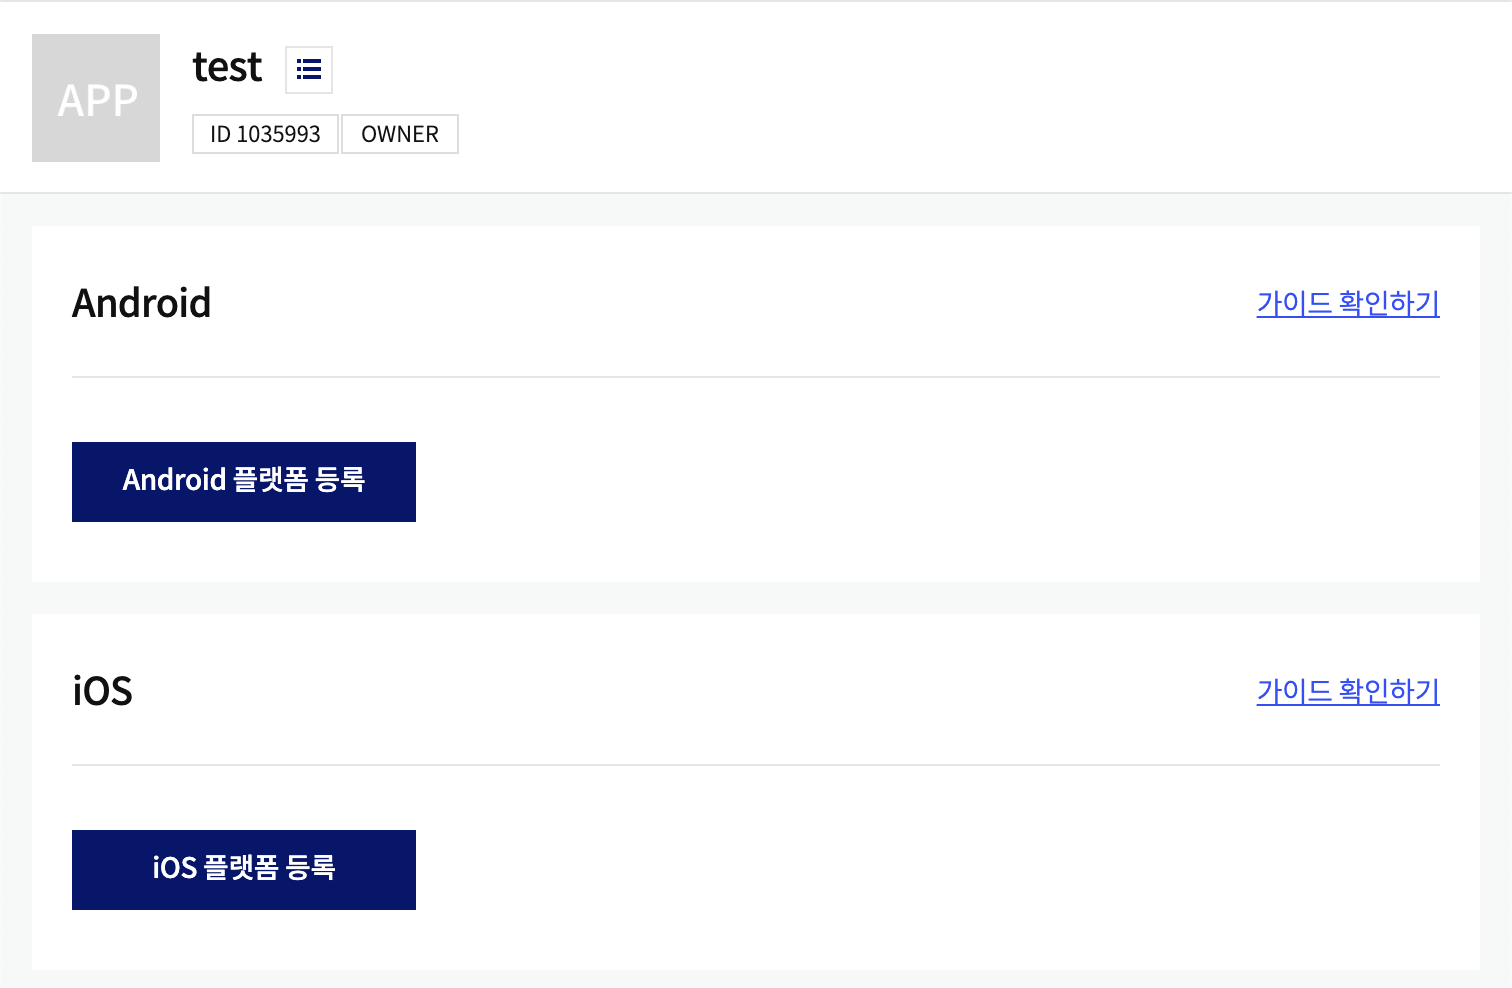 APP
test
ID 1035993 OWNER
Android 가이드 확인하기
Android 플랫폼 등록
iOS 가이드 확인하기
iOS 플랫폼 등록